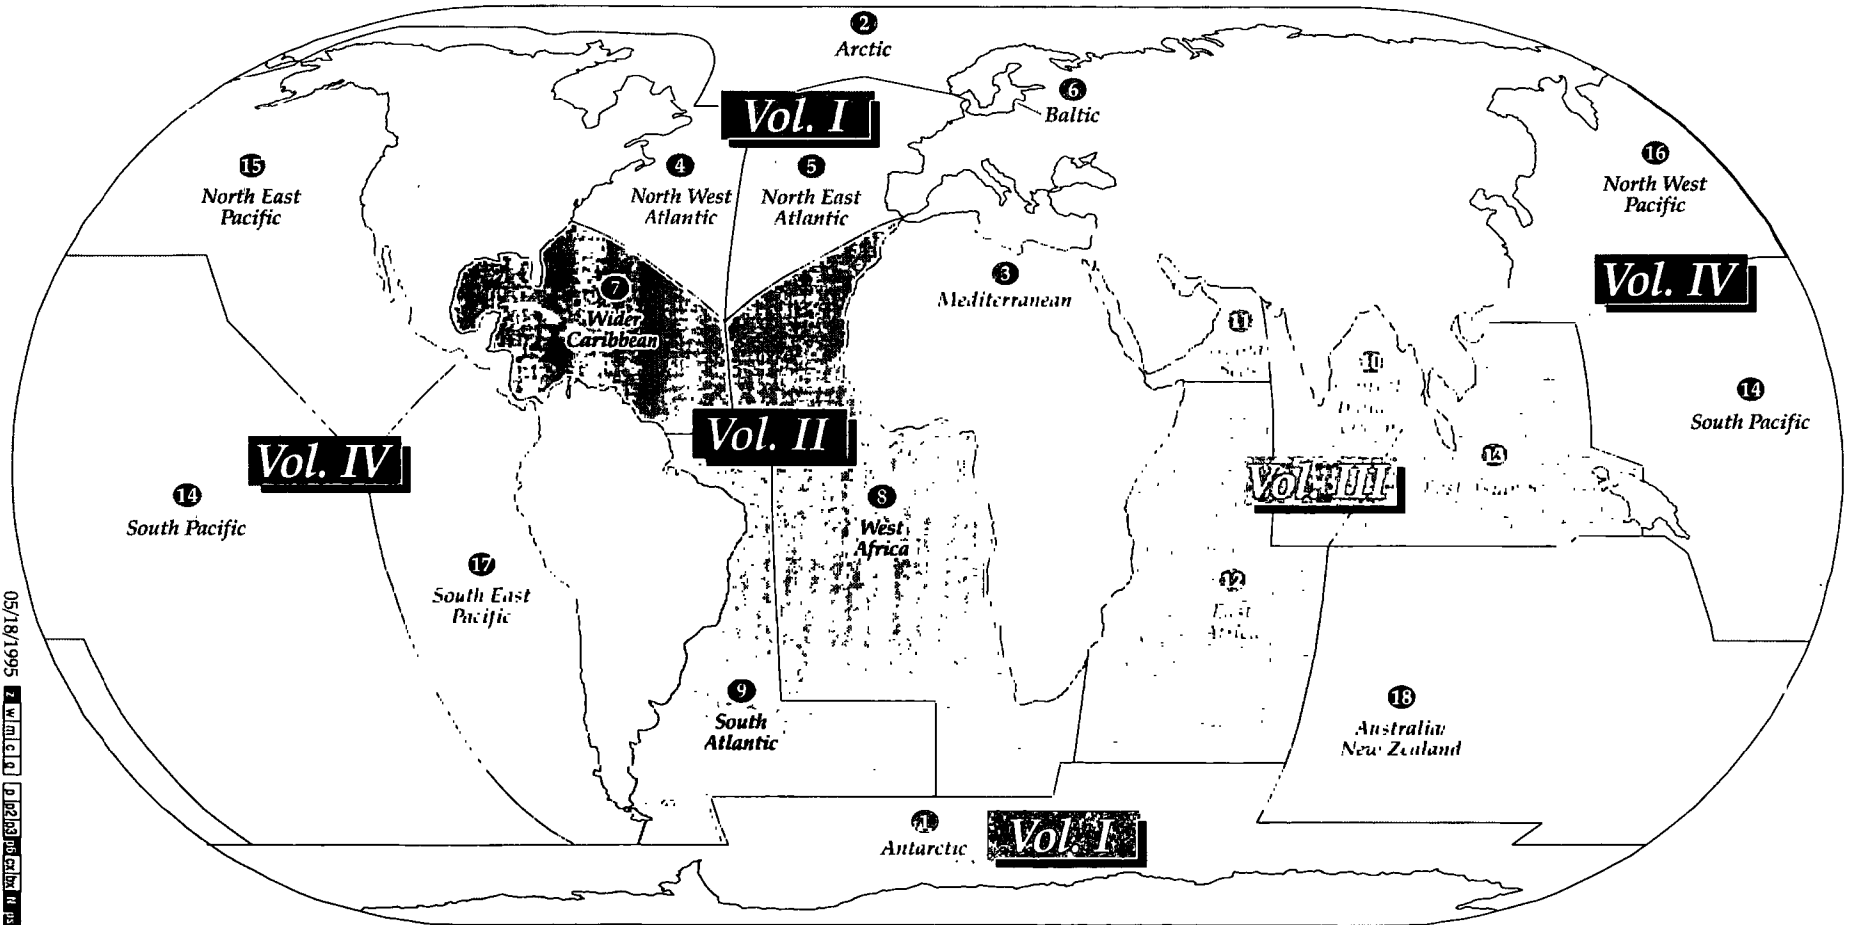 2
Arctic
6
Baltic
Vol. I
15
North East
Pacific
4
North West
Atlantic
5
North East
Atlantic
16
North West
Pacific
3
Mediterranean
Vol. IV
7
Wider
Caribbean
11
10
14
South Pacific
Vol. II
Vol. IV
13
Vol. III
14
South Pacific
8
West
Africa
17
South East
Pacific
12
East
Africa
9
South
Atlantic
18
Australia/
New Zealand
1
Antarctic
Vol. I
05/18/1995